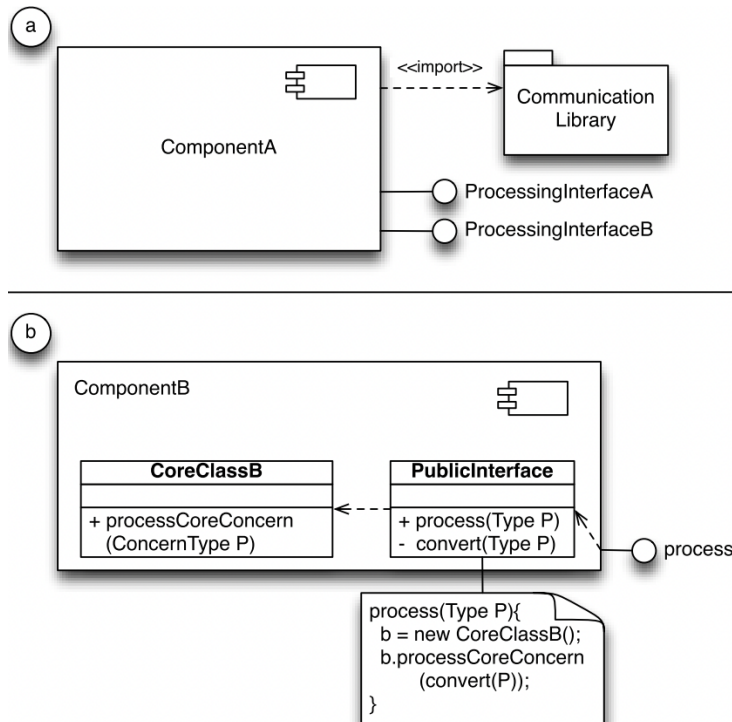 a
<<import>>
Communication
Library
ComponentA
ProcessingInterfaceA
ProcessingInterfaceB
b
ComponentB
CoreClassB
+ processCoreConcern
(ConcernType P)
PublicInterface
+ process(Type P)
- convert(Type P)
process
process(Type P){
b = new CoreClassB();
b.processCoreConcern
(convert(P));
}